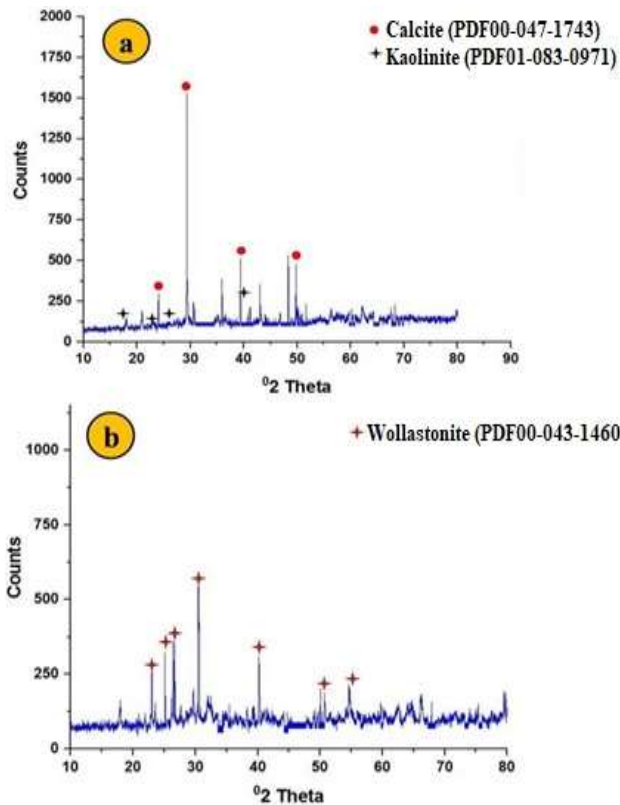 a
Calcite (PDF00-047-1743)
Kaolinite (PDF01-083-0971)
2000
1750
1500
1250
1000
750
500
250
0
Counts
10 20 30 40 50 60 70 80 90
⁰2 Theta
b
Wollastonite (PDF00-043-1460
1000
750
500
250
0
Counts
10 20 30 40 50 60 70 80
⁰2 Theta